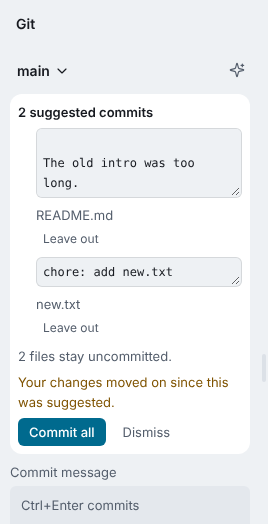 Git
main
2 suggested commits
The old intro was too
long.
README.md
Leave out
chore: add new.txt
new.txt
Leave out
2 files stay uncommitted.
Your changes moved on since this
was suggested.
Commit all Dismiss
Commit message
Ctrl+Enter commits